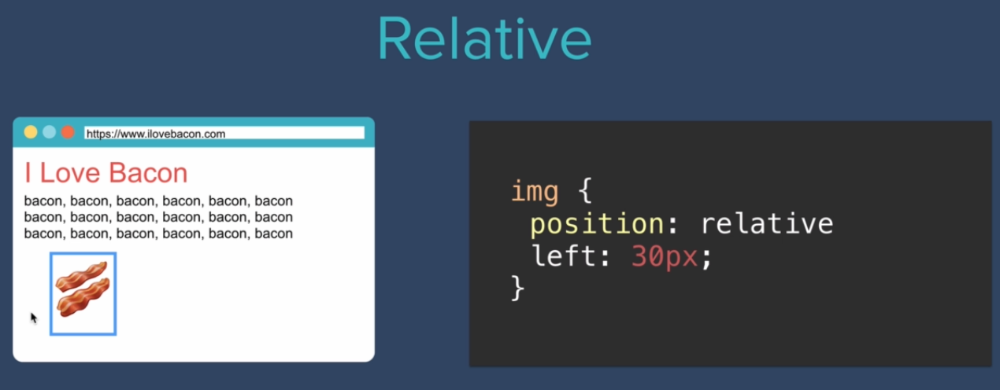 Relative
https://www.ilovebacon.com
I Love Bacon
bacon, bacon, bacon, bacon, bacon, bacon
bacon, bacon, bacon, bacon, bacon, bacon
bacon, bacon, bacon, bacon, bacon, bacon
img {
position: relative
left: 30px;
}